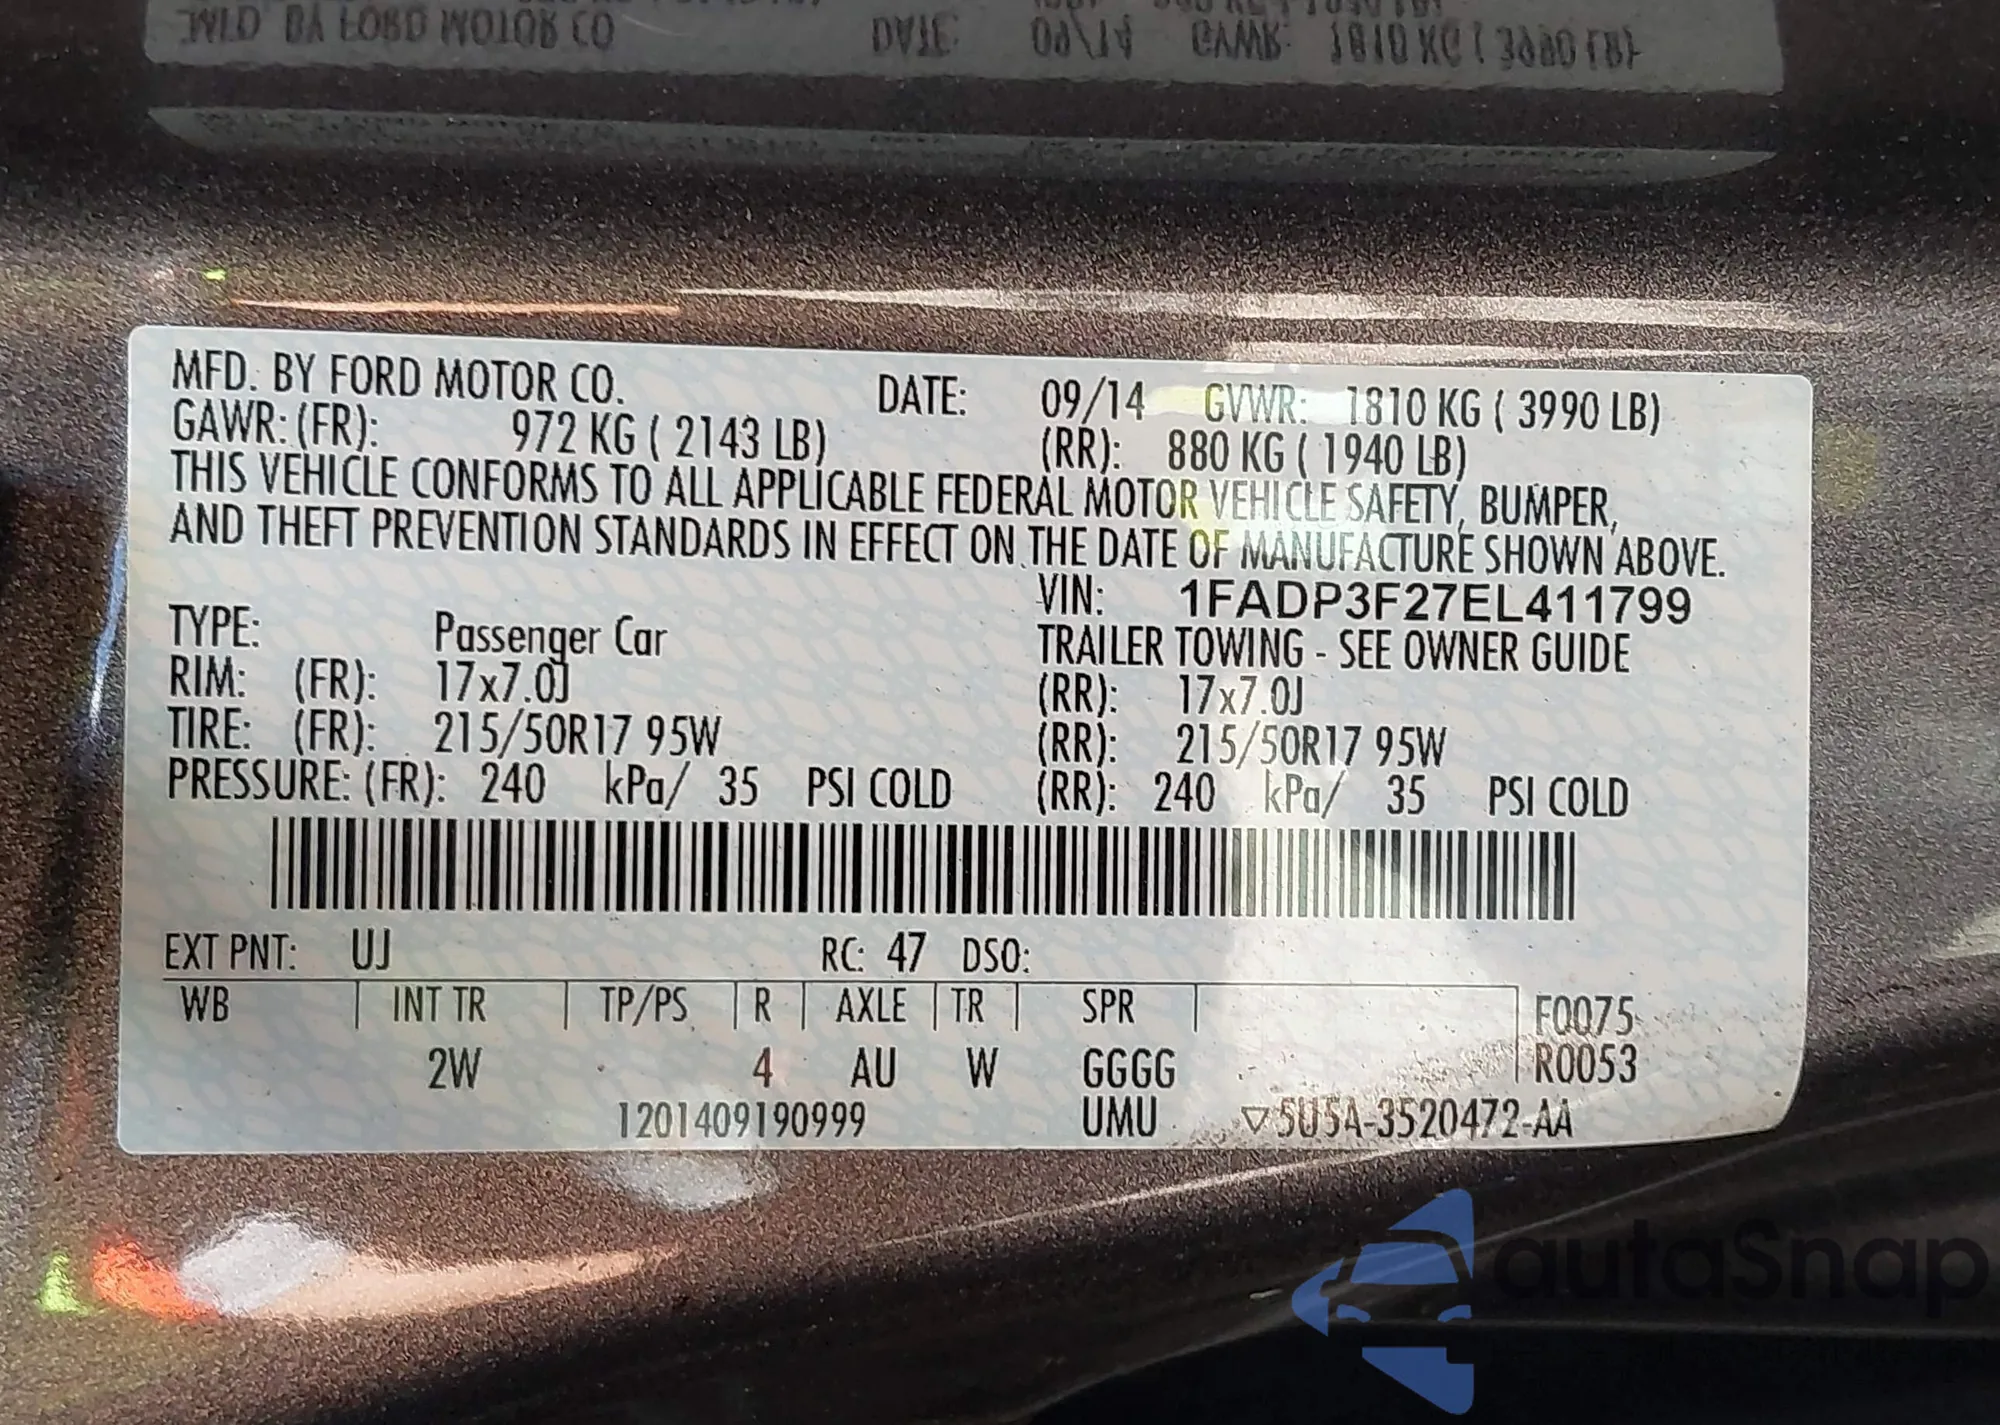 MFD. BY FORD MOTOR CO. DATE: 09/14 GVWR: 1810 KG ( 3990 LB)
GAWR: (FR): 972 KG ( 2143 LB) (RR): 880 KG ( 1940 LB)
THIS VEHICLE CONFORMS TO ALL APPLICABLE FEDERAL MOTOR VEHICLE SAFETY, BUMPER,
AND THEFT PREVENTION STANDARDS IN EFFECT ON THE DATE OF MANUFACTURE SHOWN ABOVE.
VIN: 1FADP3F27EL411799
TYPE: Passenger Car TRAILER TOWING - SEE OWNER GUIDE
RIM: (FR): 17x7.0J (RR): 17x7.0J
TIRE: (FR): 215/50R17 95W (RR): 215/50R17 95W
PRESSURE: (FR): 240 kPa/ 35 PSI COLD (RR): 240 kPa/ 35 PSI COLD
EXT PNT: UJ RC: 47 DSO:
WB INT TR TP/PS R AXLE TR SPR F0075
2W 4 AU W GGGG R0053
1201409190999 UMU ▽5U5A-3520472-AA
autoSnap